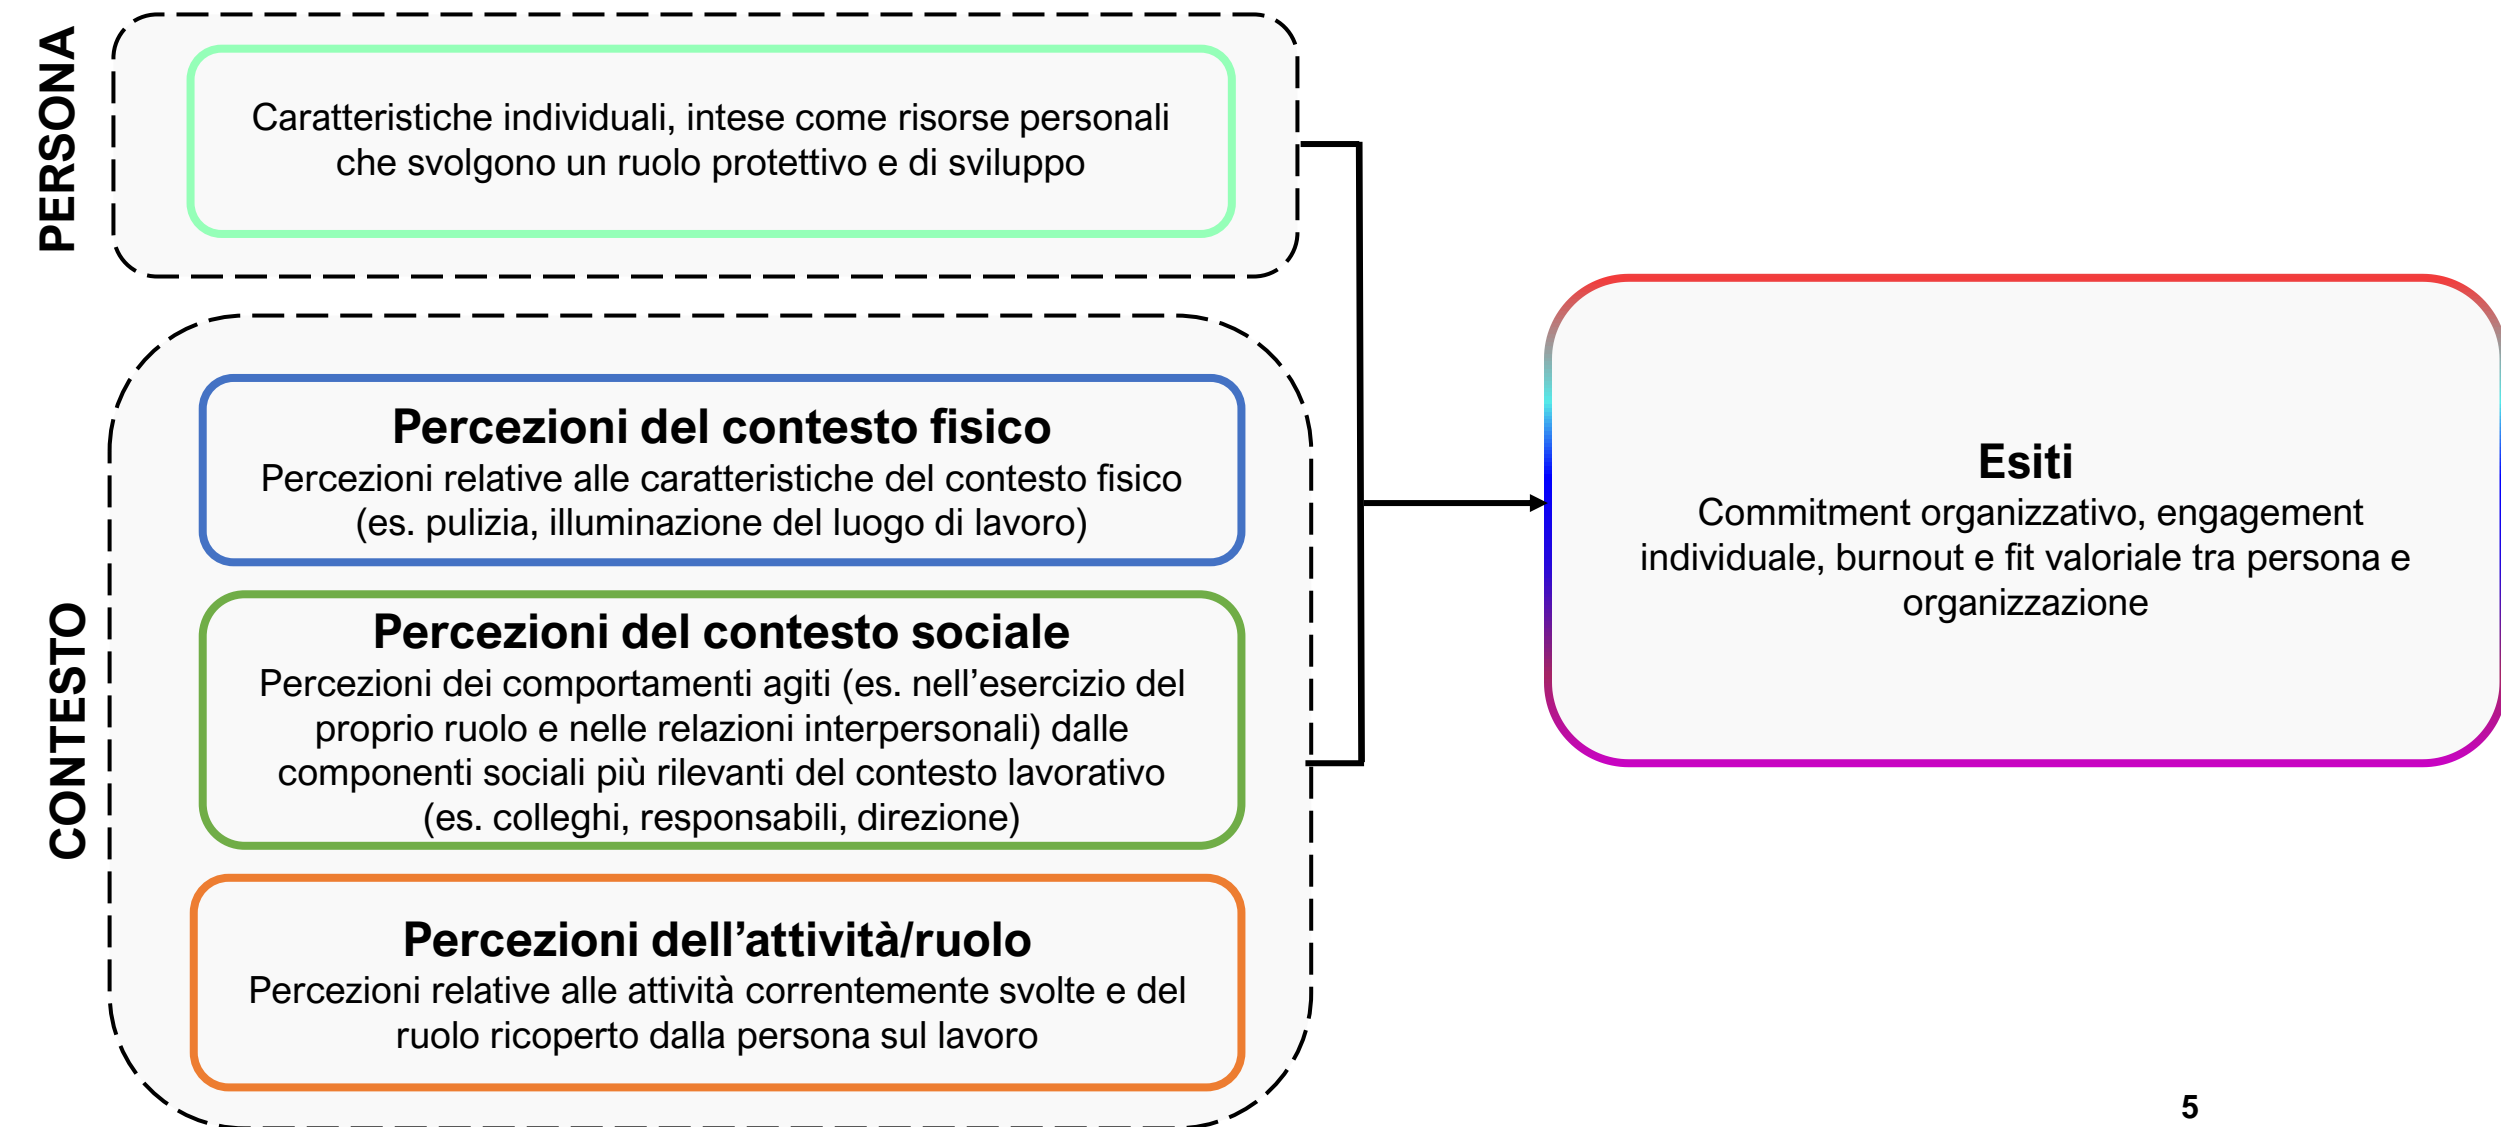 PERSONA
Caratteristiche individuali, intese come risorse personali
che svolgono un ruolo protettivo e di sviluppo
CONTESTO
Percezioni del contesto fisico
Percezioni relative alle caratteristiche del contesto fisico
(es. pulizia, illuminazione del luogo di lavoro)
Percezioni del contesto sociale
Percezioni dei comportamenti agiti (es. nell’esercizio del
proprio ruolo e nelle relazioni interpersonali) dalle
componenti sociali più rilevanti del contesto lavorativo
(es. colleghi, responsabili, direzione)
Percezioni dell’attività/ruolo
Percezioni relative alle attività correntemente svolte e del
ruolo ricoperto dalla persona sul lavoro
Esiti
Commitment organizzativo, engagement
individuale, burnout e fit valoriale tra persona e
organizzazione
5